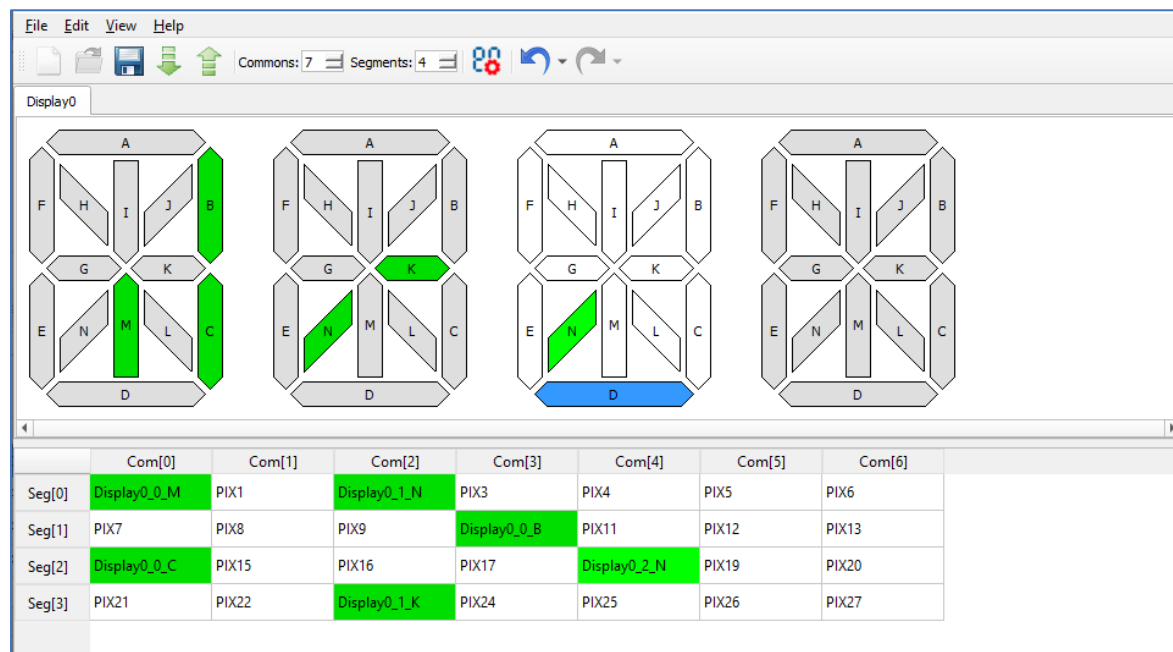 File Edit View Help
Commons: 7 Segments: 4
Display0
A A A A
F H I J B F H I J B F H I J B F H I J B
G K G K G K G K
E N M L C E N M L C E N M L C E N M L C
D D D D
Com[0] Com[1] Com[2] Com[3] Com[4] Com[5] Com[6]
Seg[0] Display0_0_M PIX1 Display0_1_N PIX3 PIX4 PIX5 PIX6
Seg[1] PIX7 PIX8 PIX9 Display0_0_B PIX11 PIX12 PIX13
Seg[2] Display0_0_C PIX15 PIX16 PIX17 Display0_2_N PIX19 PIX20
Seg[3] PIX21 PIX22 Display0_1_K PIX24 PIX25 PIX26 PIX27